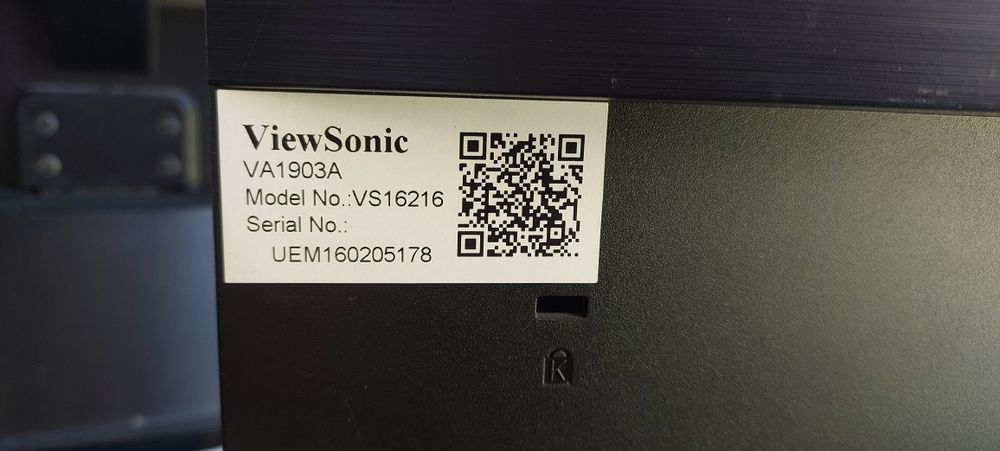 ViewSonic
VA1903A
Model No.:VS16216
Serial No.:
UEM160205178
K